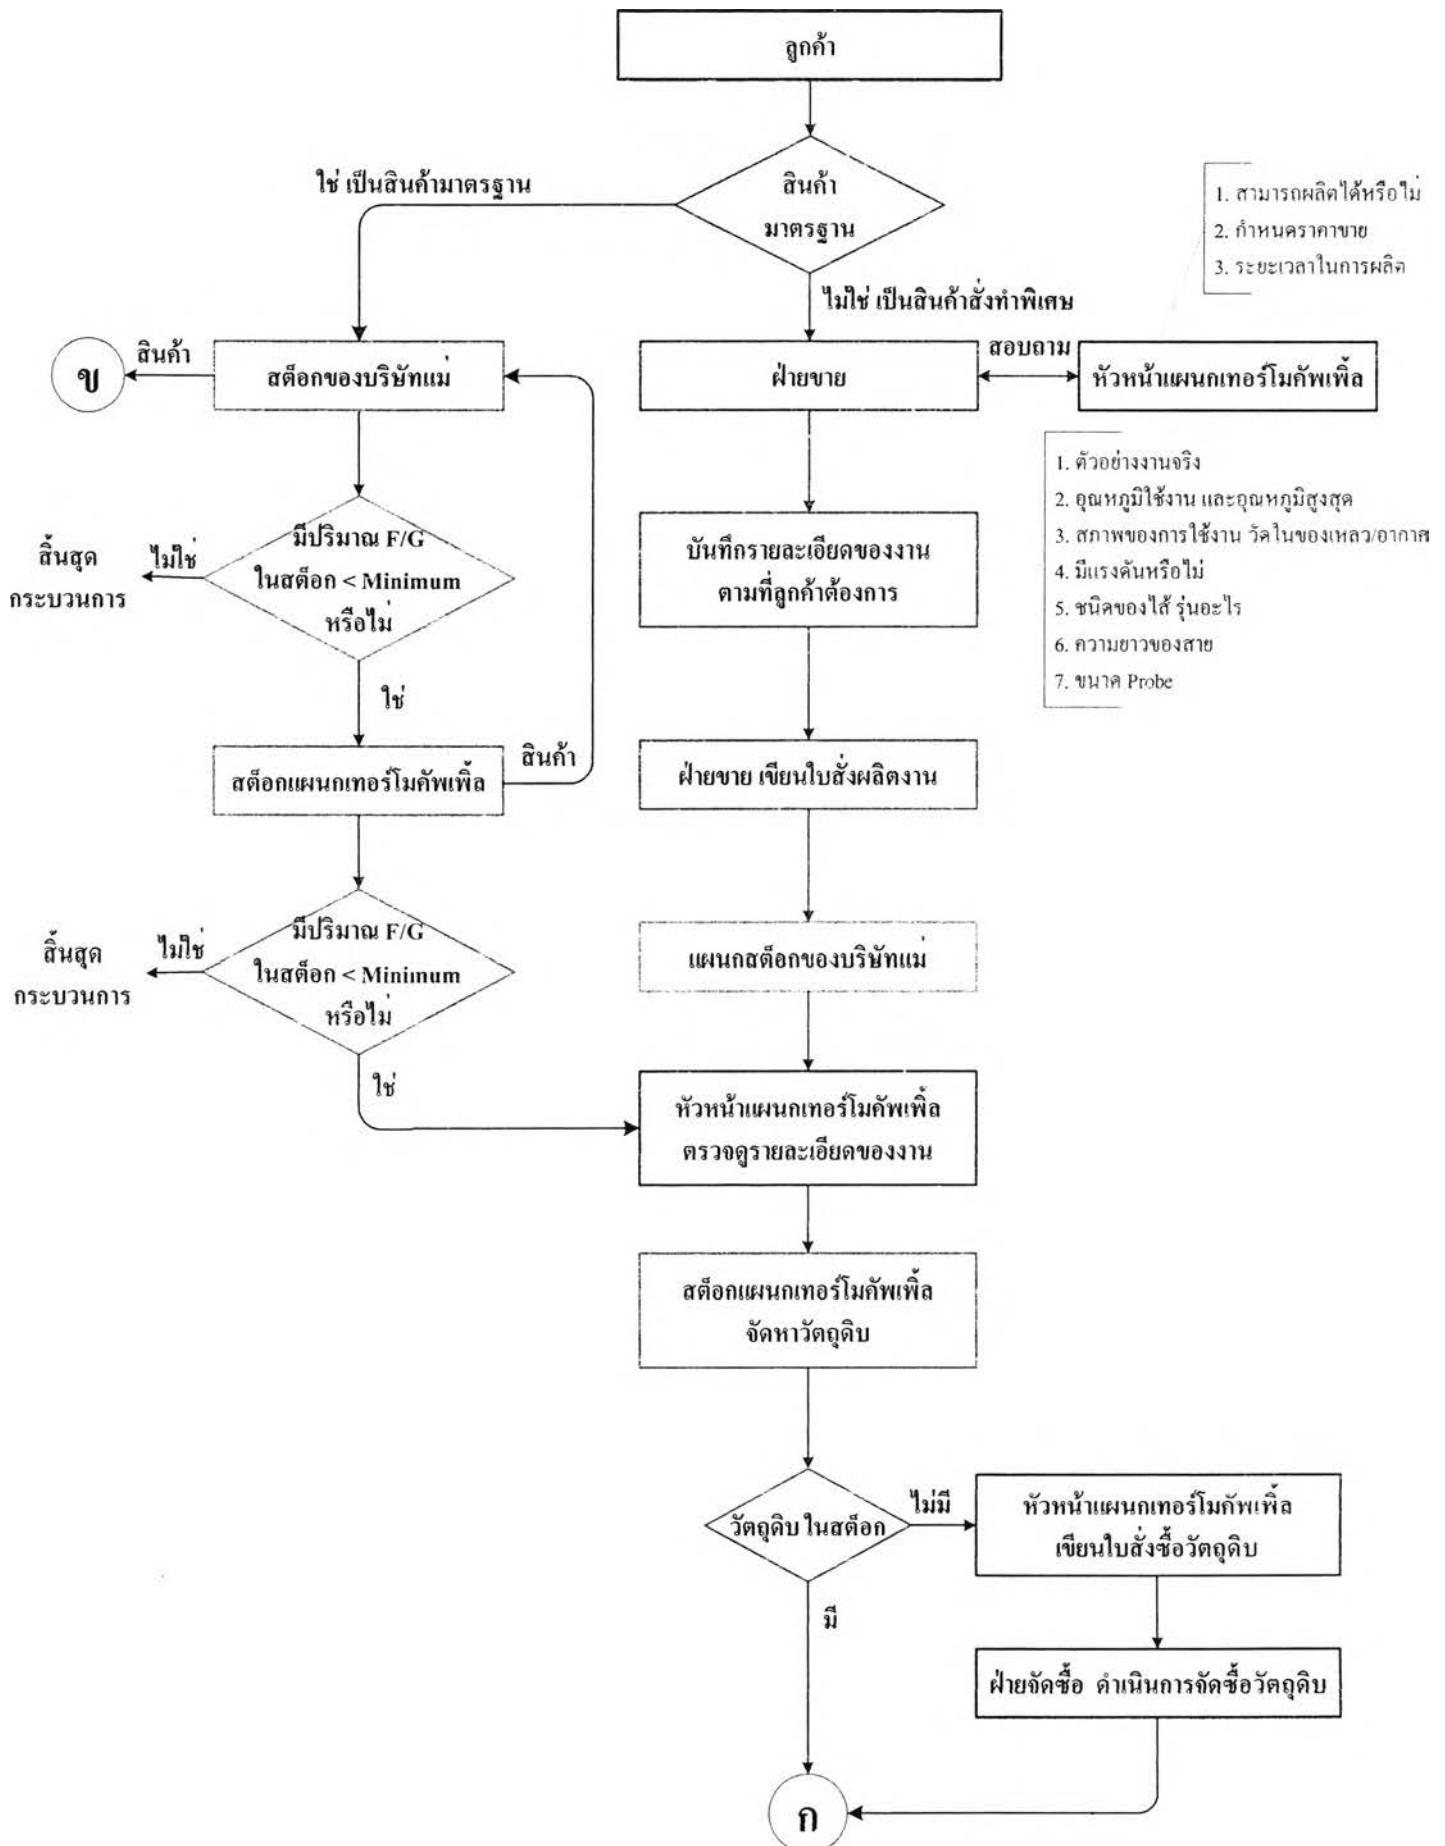 ลูกค้า
สินค้า
มาตรฐาน
ใช่ เป็นสินค้ามาตรฐาน
1. สามารถผลิตได้หรือไม่
2. กำหนดราคาขาย
3. ระยะเวลาในการผลิต
ไม่ใช่ เป็นสินค้าสั่งทำพิเศษ
ข
สินค้า
สต็อกของบริษัทแม่
ฝ่ายขาย
สอบถาม
หัวหน้าแผนกเทอร์โมคัพเพิ้ล
1. ตัวอย่างงานจริง
2. อุณหภูมิใช้งาน และอุณหภูมิสูงสุด
3. สภาพของการใช้งาน วัดในของเหลว/อากาศ
4. มีแรงดันหรือไม่
5. ชนิดของไส้ รุ่นอะไร
6. ความยาวของสาย
7. ขนาด Probe
มีปริมาณ F/G
ในสต็อก < Minimum
หรือไม่
ไม่ใช่
สิ้นสุด
กระบวนการ
บันทึกรายละเอียดของงาน
ตามที่ลูกค้าต้องการ
ใช่
สต็อกแผนกเทอร์โมคัพเพิ้ล
สินค้า
ฝ่ายขาย เขียนใบสั่งผลิตงาน
มีปริมาณ F/G
ในสต็อก < Minimum
หรือไม่
ไม่ใช่
สิ้นสุด
กระบวนการ
แผนกสต็อกของบริษัทแม่
ใช่
หัวหน้าแผนกเทอร์โมคัพเพิ้ล
ตรวจดูรายละเอียดของงาน
สต็อกแผนกเทอร์โมคัพเพิ้ล
จัดหาวัตถุดิบ
วัตถุดิบ ในสต็อก
ไม่มี
หัวหน้าแผนกเทอร์โมคัพเพิ้ล
เขียนใบสั่งซื้อวัตถุดิบ
มี
ฝ่ายจัดซื้อ ดำเนินการจัดซื้อวัตถุดิบ
ก